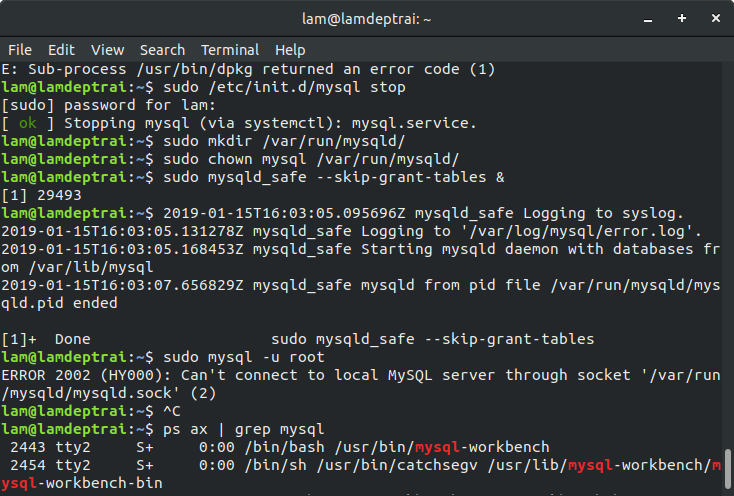 lam@lamdeptrai: ~
File Edit View Search Terminal Help
E: Sub-process /usr/bin/dpkg returned an error code (1)
lam@lamdeptrai:~$ sudo /etc/init.d/mysql stop
[sudo] password for lam:
[ ok ] Stopping mysql (via systemctl): mysql.service.
lam@lamdeptrai:~$ sudo mkdir /var/run/mysqld/
lam@lamdeptrai:~$ sudo chown mysql /var/run/mysqld/
lam@lamdeptrai:~$ sudo mysqld_safe --skip-grant-tables &
[1] 29493
lam@lamdeptrai:~$ 2019-01-15T16:03:05.095696Z mysqld_safe Logging to syslog.
2019-01-15T16:03:05.131278Z mysqld_safe Logging to '/var/log/mysql/error.log'.
2019-01-15T16:03:05.168453Z mysqld_safe Starting mysqld daemon with databases fr
om /var/lib/mysql
2019-01-15T16:03:07.656829Z mysqld_safe mysqld from pid file /var/run/mysqld/mys
qld.pid ended
[1]+  Done                    sudo mysqld_safe --skip-grant-tables
lam@lamdeptrai:~$ sudo mysql -u root
ERROR 2002 (HY000): Can't connect to local MySQL server through socket '/var/run
/mysqld/mysqld.sock' (2)
lam@lamdeptrai:~$ ^C
lam@lamdeptrai:~$ ps ax | grep mysql
 2443 tty2     S+     0:00 /bin/bash /usr/bin/mysql-workbench
 2454 tty2     S+     0:00 /bin/sh /usr/bin/catchsegv /usr/lib/mysql-workbench/m
ysql-workbench-bin